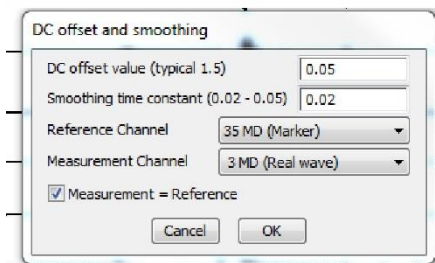 DC offset and smoothing
DC offset value (typical 1.5) 0.05
Smoothing time constant (0.02 - 0.05) 0.02
Reference Channel 35 MD (Marker)
Measurement Channel 3 MD (Real wave)
Measurement = Reference
Cancel OK